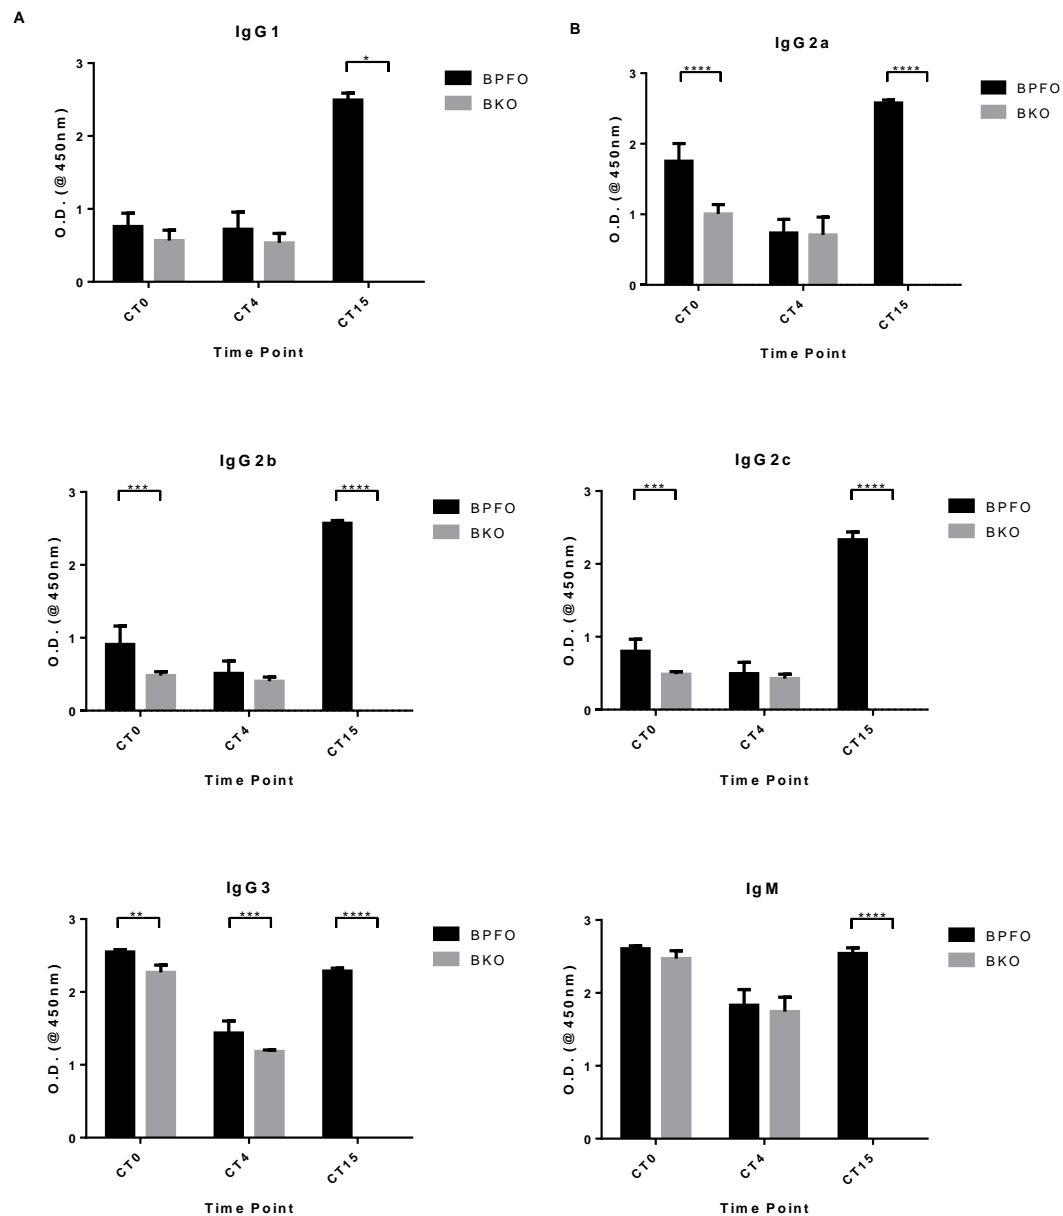 A
IgG1
*
3
2
1
0
O.D. (@450nm)
BPFO
BKO
CT0
CT4
CT15
Time Point
B
IgG2a
****
****
3
2
1
0
O.D. (@450nm)
BPFO
BKO
CT0
CT4
CT15
Time Point
IgG2b
***
****
3
2
1
0
O.D. (@450nm)
BPFO
BKO
CT0
CT4
CT15
Time Point
IgG2c
***
****
3
2
1
0
O.D. (@450nm)
BPFO
BKO
CT0
CT4
CT15
Time Point
IgG3
**
***
****
3
2
1
0
O.D. (@450nm)
BPFO
BKO
CT0
CT4
CT15
Time Point
IgM
****
3
2
1
0
O.D. (@450nm)
BPFO
BKO
CT0
CT4
CT15
Time Point